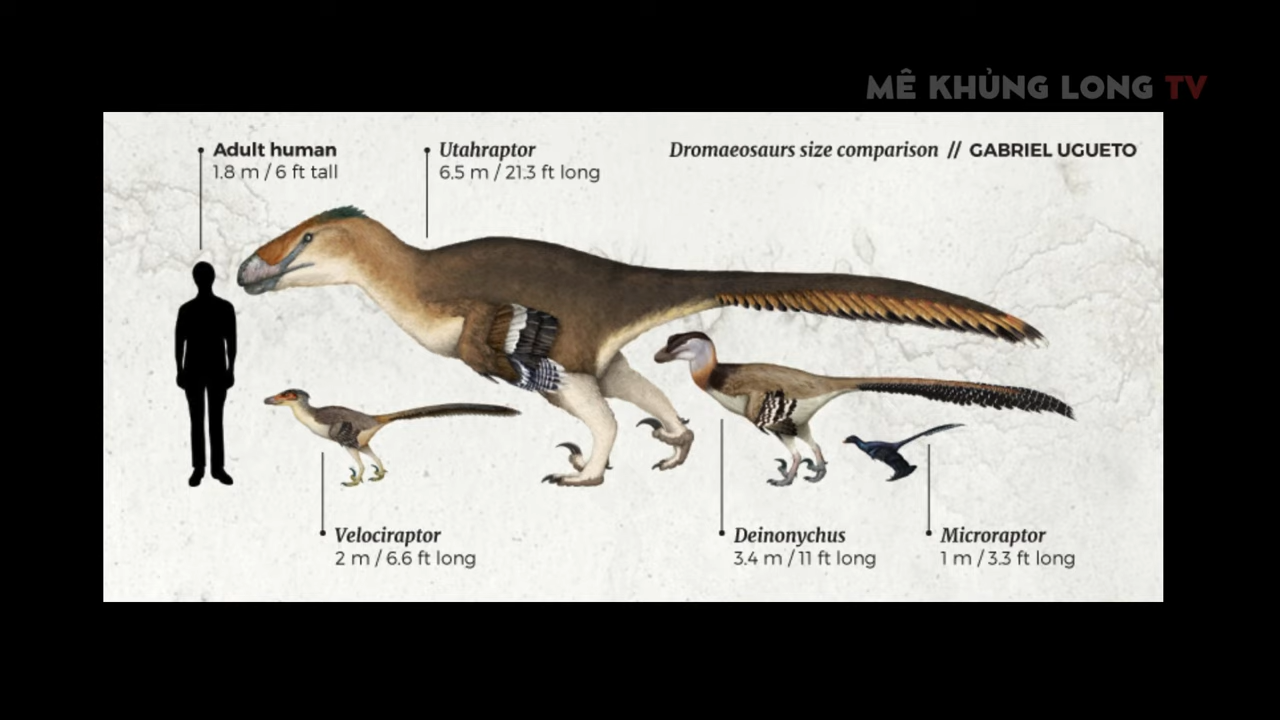 MÊ KHỦNG LONG TV
Adult human
1.8 m / 6 ft tall
Utahraptor
6.5 m / 21.3 ft long
Dromaeosaurs size comparison // GABRIEL UGUETO
Velociraptor
2 m / 6.6 ft long
Deinonychus
3.4 m / 11 ft long
Microraptor
1 m / 3.3 ft long